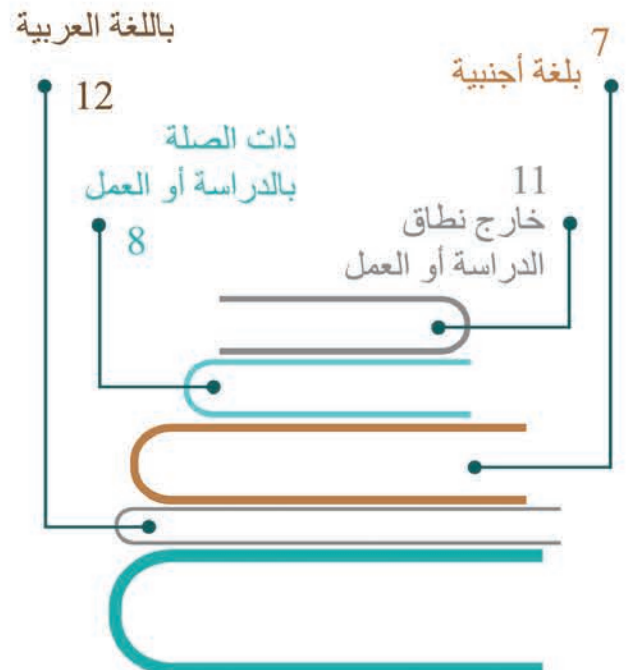 باللغة العربية
12
7
بلغة أجنبية
ذات الصلة
بالدراسة أو العمل
8
11
خارج نطاق
الدراسة أو العمل